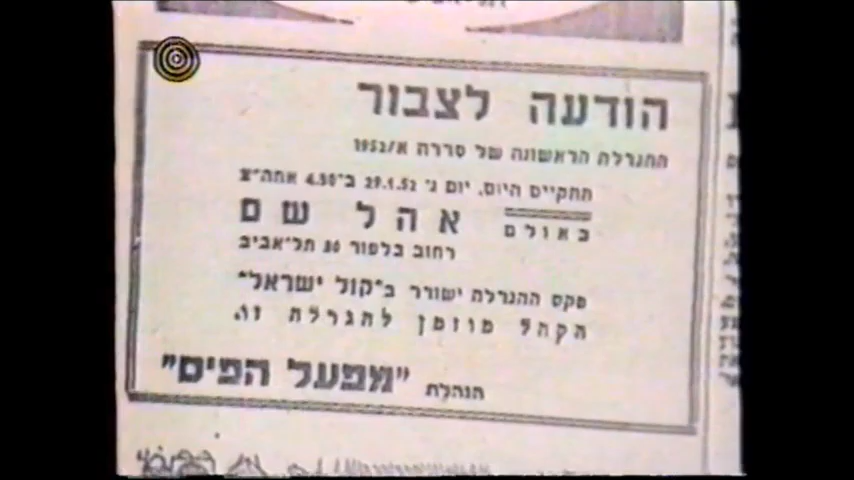 הודעה לצבור
ההגרלה הראשונה של סדרה א/1952
תתקיים היום, יום ג' 29.1.52 ב־4.30 אחה"צ
באולם אהל שם
רחוב בלפור 30 תל־אביב
טקס ההגרלה ישודר ב"קול ישראל"
הקהל מוזמן להגרלה זו.
הנהלת "מפעל הפיס"